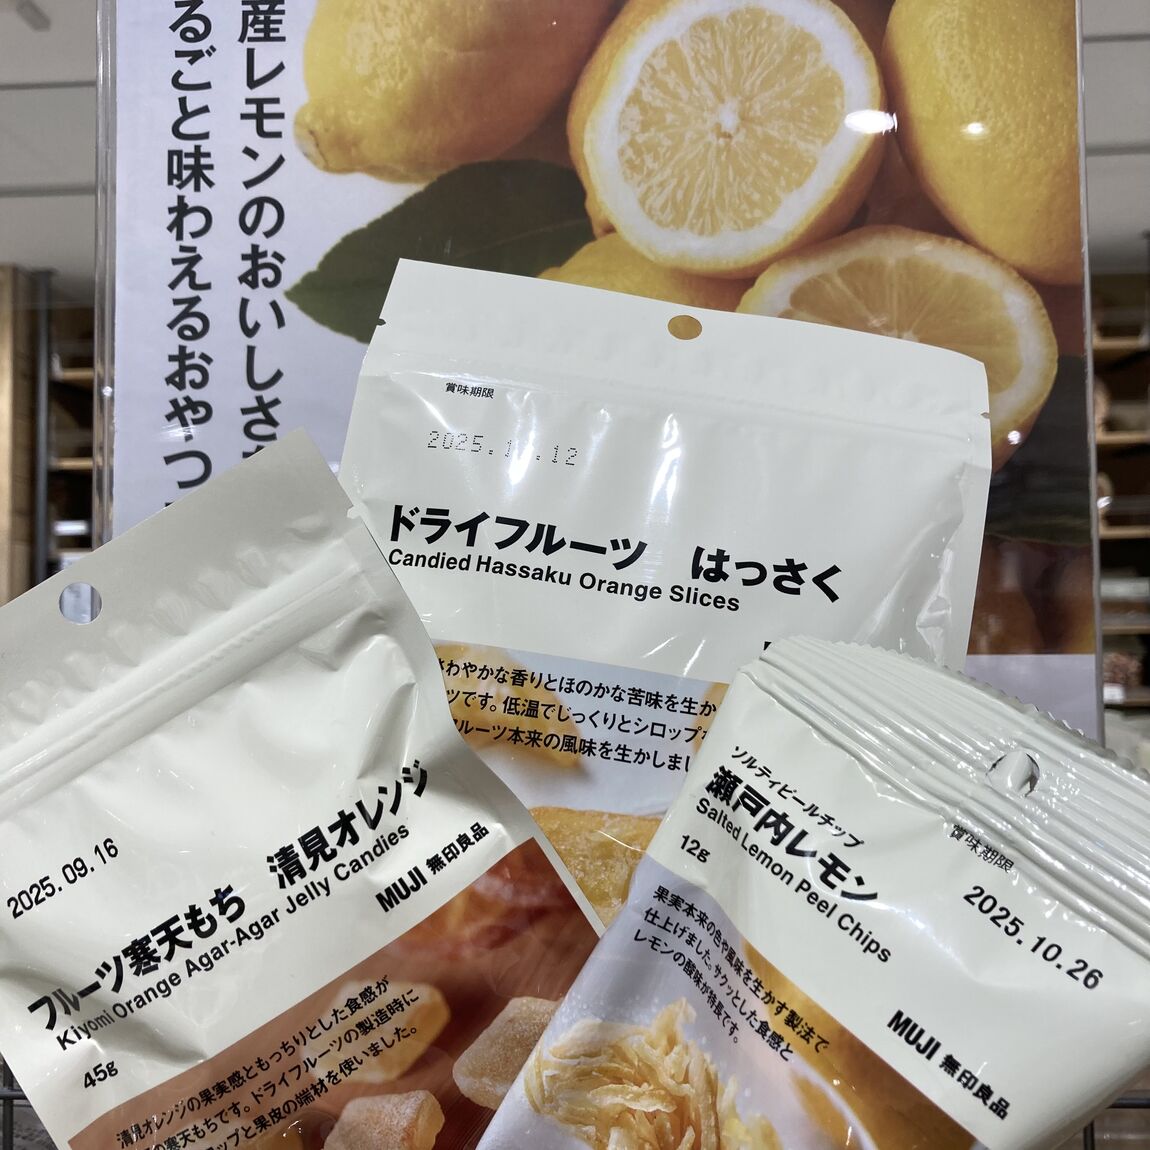 産レモンのおいしさを
るごと味わえるおやつ
賞味期限
2025.1 .12
ドライフルーツ はっさく
Candied Hassaku Orange Slices
さわやかな香りとほのかな苦味を生か
ツです。低温でじっくりとシロップ
ルーツ本来の風味を生かしまし
2025.09.16
フルーツ寒天もち 清見オレンジ
Kiyomi Orange Agar-Agar Jelly Candies
45g
MUJI 無印良品
清見オレンジの果実感ともっちりとした食感が
の寒天もちです。ドライフルーツの製造時に
ロップと果皮の端材を使いました。
ソルティピールチップ
瀬戸内レモン
Salted Lemon Peel Chips
12g
賞味期限
2025.10.26
MUJI 無印良品
果実本来の色や風味を生かす製法で
仕上げました。サクッとした食感と
レモンの酸味が特長です。